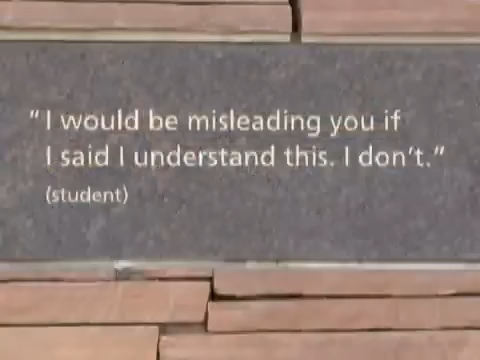 “I would be misleading you if
I said I understand this. I don’t.”
(student)